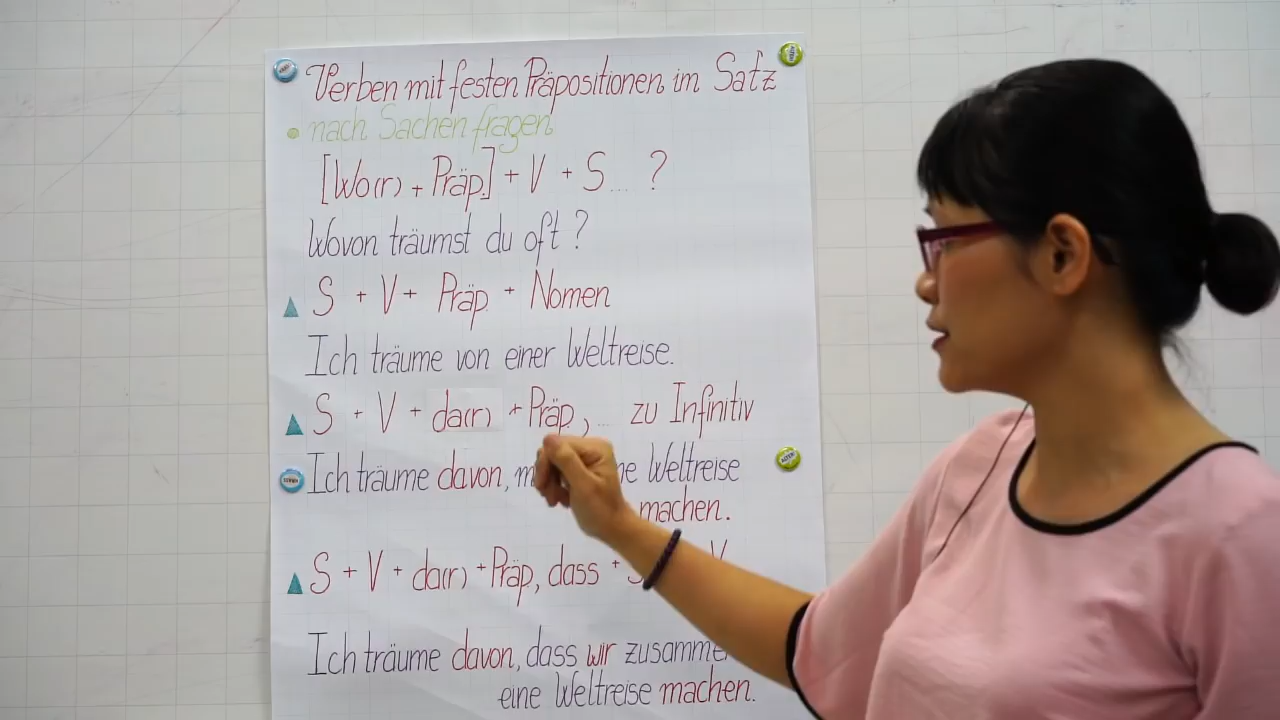 Verben mit festen Präpositionen im Satz
nach Sachen fragen
[Wo(r) + Präp.] + V + S.... ?
Wovon träumst du oft ?
S + V + Präp. + Nomen
Ich träume von einer Weltreise.
S + V + da(r) + Präp, ... zu Infinitiv
Ich träume davon, Weltreise
machen.
S + V + da(r) + Präp, dass + S V
Ich träume davon, dass wir
eine Weltreise machen.